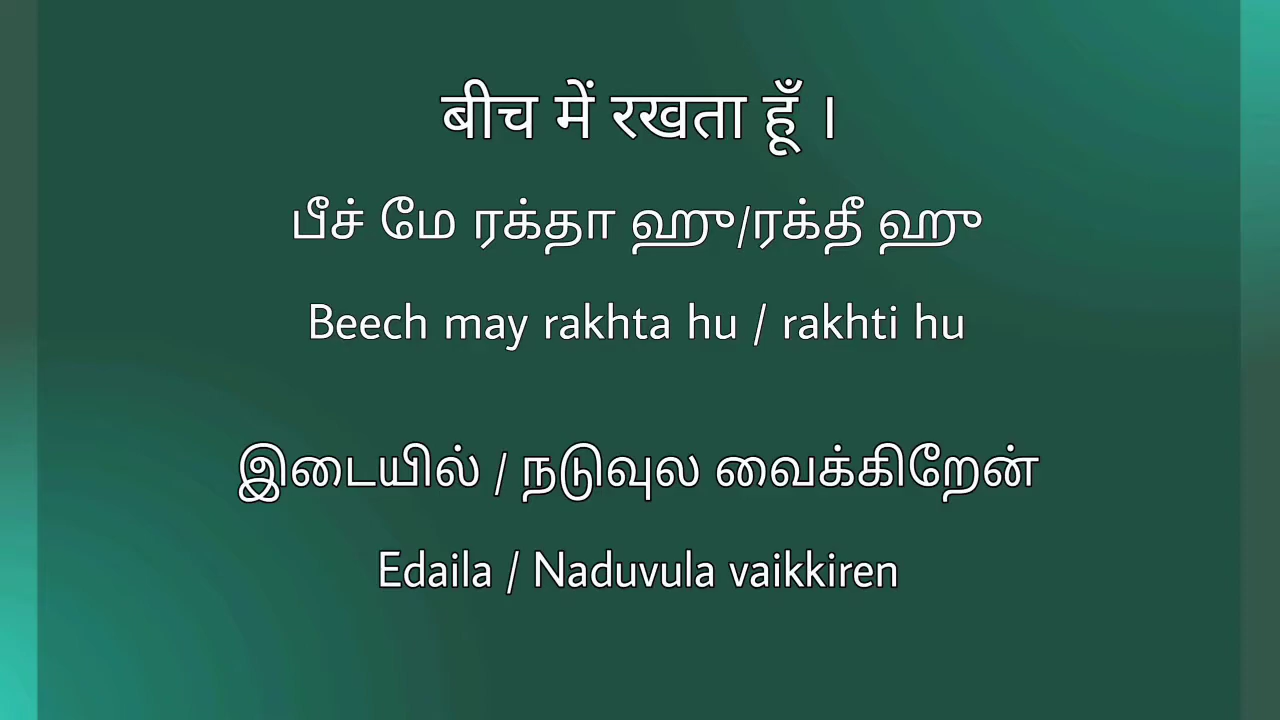 बीच में रखता हूँ ।
பீச் மே ரக்தா ஹு/ரக்தீ ஹு
Beech may rakhta hu / rakhti hu
இடையில் / நடுவுல வைக்கிறேன்
Edaila / Naduvula vaikkiren